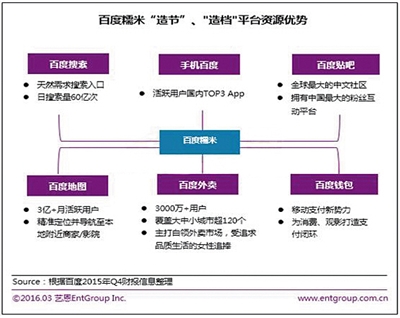 百度糯米“造节”、"造档"平台资源优势
百度搜索
手机百度
百度贴吧
● 天然需求搜索入口
● 日搜索量60亿次
● 活跃用户国内TOP3 App
● 全球最大的中文社区
● 拥有中国最大的粉丝互
动平台
百度糯米
百度地图
百度外卖
百度钱包
● 3亿+月活跃用户
● 精准定位并导航至本
地附近商家/影院
● 3000万+用户
● 覆盖大中小城市超120个
● 主打白领外卖市场，受追求
品质生活的女性追捧
● 移动支付新势力
● 为消费、观影打造支
付闭环
Source：根据百度2015年Q4财报信息整理
©2016.03 艺恩EntGroup Inc.
www.entgroup.com.cn